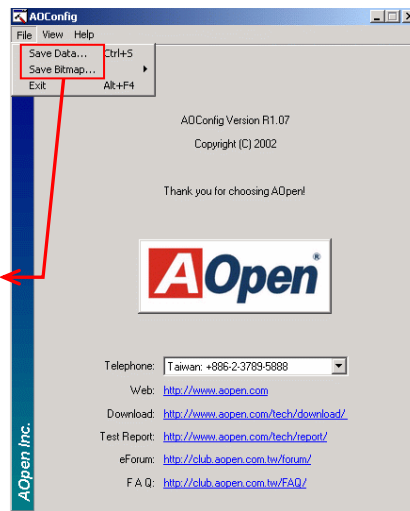 AOConfig
File View Help
Save Data... Ctrl+S
Save Bitmap...
Exit Alt+F4
AOConfig Version R1.07
Copyright (C) 2002
Thank you for choosing AOpen!
AOpen®
Telephone: Taiwan: +886-2-3789-5888
Web: http://www.aopen.com
Download: http://www.aopen.com/tech/download/
Test Report: http://www.aopen.com/tech/report/
eForum: http://club.aopen.com.tw/forum/
F A Q: http://club.aopen.com.tw/FAQ/
AOpen Inc.